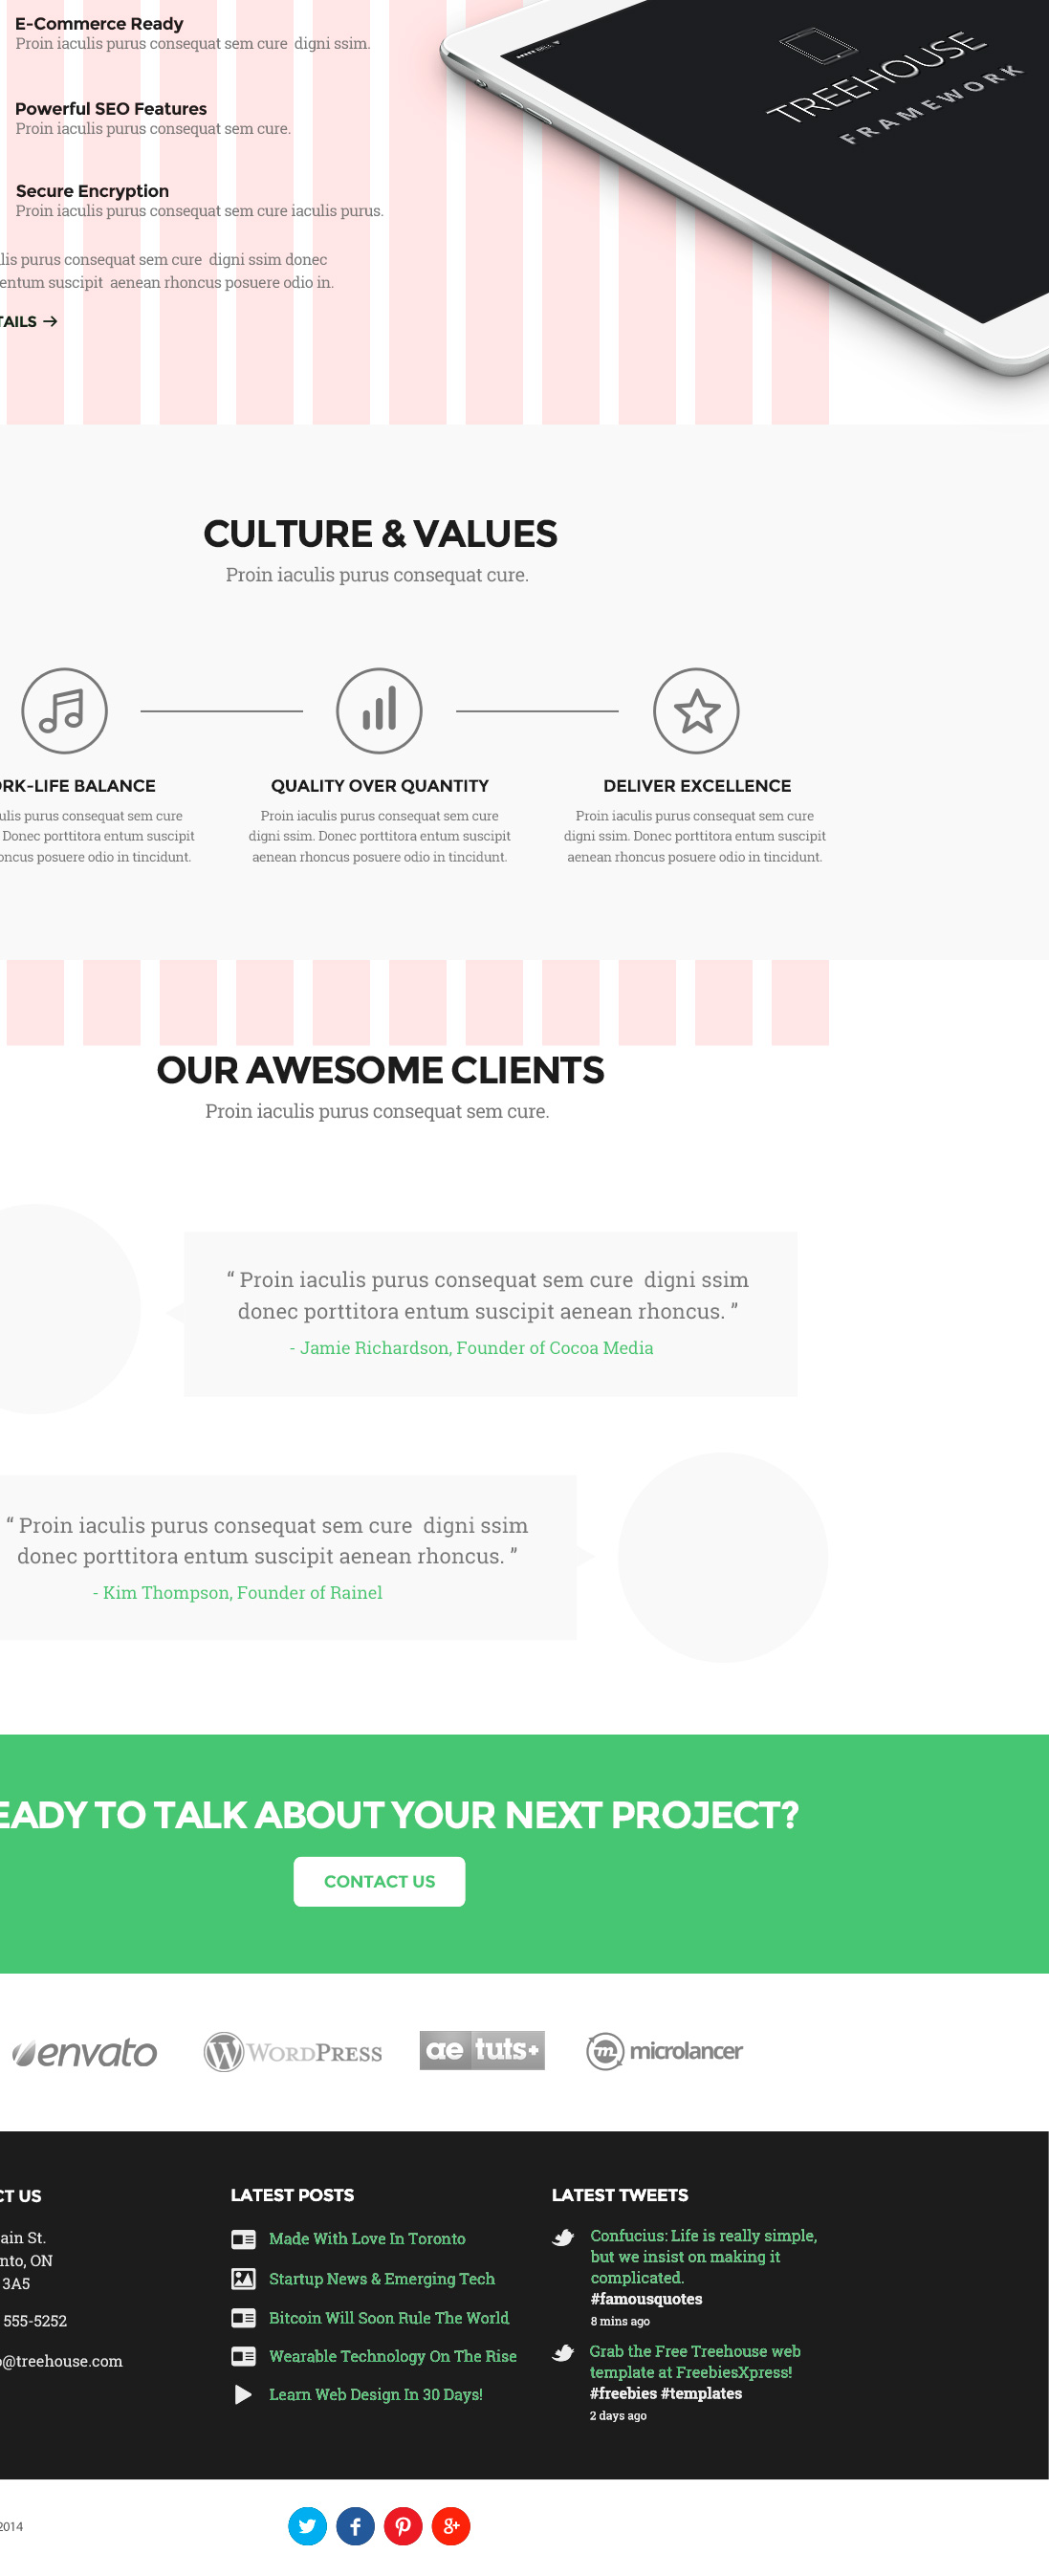 E-Commerce Ready
Proin iaculis purus consequat sem cure digni ssim.
TREEHOUSE
FRAMEWORK
Powerful SEO Features
Proin iaculis purus consequat sem cure.
Secure Encryption
Proin iaculis purus consequat sem cure iaculis purus.
lis purus consequat sem cure digni ssim donec
entum suscipit aenean rhoncus posuere odio in.
TAILS →
CULTURE & VALUES
Proin iaculis purus consequat cure.
RK-LIFE BALANCE
ulis purus consequat sem cure
Donec porttitora entum suscipit
oncus posuere odio in tincidunt.
QUALITY OVER QUANTITY
Proin iaculis purus consequat sem cure
digni ssim. Donec porttitora entum suscipit
aenean rhoncus posuere odio in tincidunt.
DELIVER EXCELLENCE
Proin iaculis purus consequat sem cure
digni ssim. Donec porttitora entum suscipit
aenean rhoncus posuere odio in tincidunt.
OUR AWESOME CLIENTS
Proin iaculis purus consequat sem cure.
“ Proin iaculis purus consequat sem cure digni ssim
donec porttitora entum suscipit aenean rhoncus. ”
- Jamie Richardson, Founder of Cocoa Media
“ Proin iaculis purus consequat sem cure digni ssim
donec porttitora entum suscipit aenean rhoncus. ”
- Kim Thompson, Founder of Rainel
EADY TO TALK ABOUT YOUR NEXT PROJECT?
CONTACT US
envato
WORDPRESS
ae tuts+
microlancer
CT US
ain St.
nto, ON
3A5
555-5252
o@treehouse.com
LATEST POSTS
Made With Love In Toronto
Startup News & Emerging Tech
Bitcoin Will Soon Rule The World
Wearable Technology On The Rise
Learn Web Design In 30 Days!
LATEST TWEETS
Confucius: Life is really simple,
but we insist on making it
complicated.
#famousquotes
8 mins ago
Grab the Free Treehouse web
template at FreebiesXpress!
#freebies #templates
2 days ago
2014